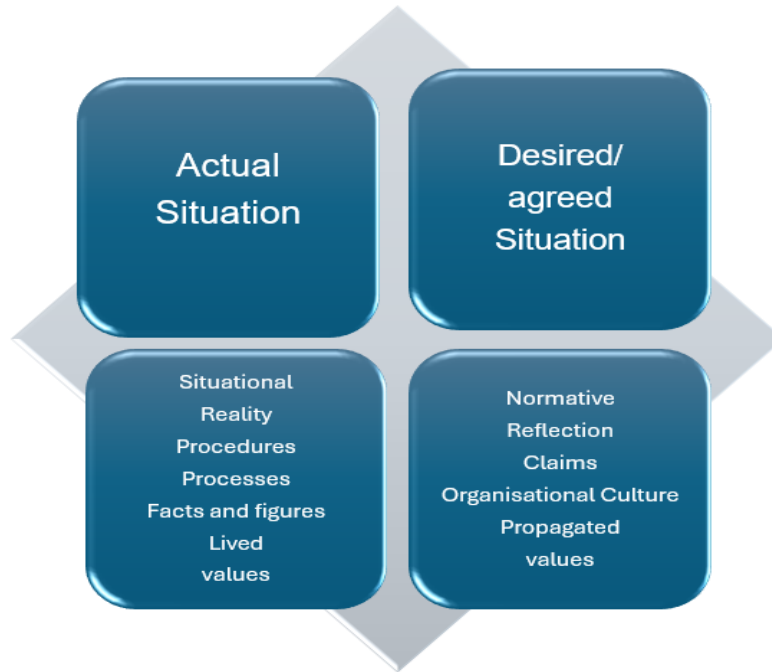 Actual
Situation
Desired/
agreed
Situation
Situational
Reality
Procedures
Processes
Facts and figures
Lived
values
Normative
Reflection
Claims
Organisational Culture
Propagated
values